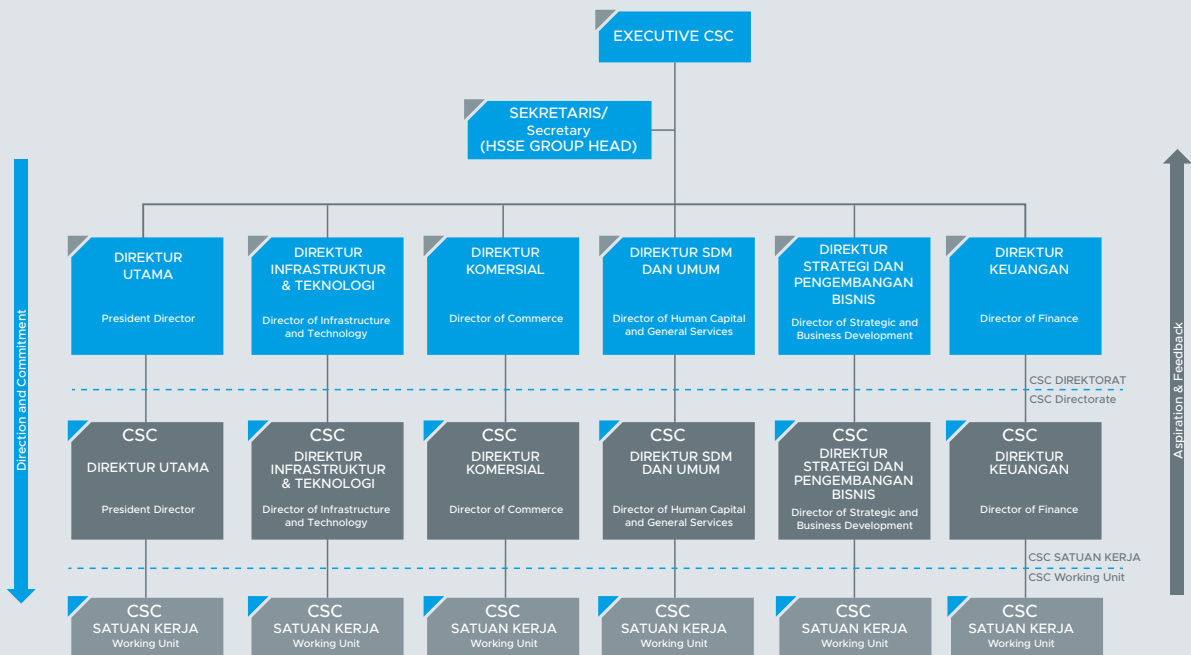 EXECUTIVE CSC
SEKRETARIS/
Secretary
(HSSE GROUP HEAD)
Direction and Commitment
Aspiration & Feedback
DIREKTUR
UTAMA
President Director
DIREKTUR
INFRASTRUKTUR
& TEKNOLOGI
Director of Infrastructure
and Technology
DIREKTUR
KOMERSIAL
Director of Commerce
DIREKTUR SDM
DAN UMUM
Director of Human Capital
and General Services
DIREKTUR
STRATEGI DAN
PENGEMBANGAN
BISNIS
Director of Strategic and
Business Development
DIREKTUR
KEUANGAN
Director of Finance
CSC DIREKTORAT
CSC Directorate
CSC
DIREKTUR UTAMA
President Director
CSC
DIREKTUR
INFRASTRUKTUR
& TEKNOLOGI
Director of Infrastructure
and Technology
CSC
DIREKTUR
KOMERSIAL
Director of Commerce
CSC
DIREKTUR SDM
DAN UMUM
Director of Human Capital
and General Services
CSC
DIREKTUR
STRATEGI DAN
PENGEMBANGAN
BISNIS
Director of Strategic and
Business Development
CSC
DIREKTUR
KEUANGAN
Director of Finance
CSC SATUAN KERJA
CSC Working Unit
CSC
SATUAN KERJA
Working Unit
CSC
SATUAN KERJA
Working Unit
CSC
SATUAN KERJA
Working Unit
CSC
SATUAN KERJA
Working Unit
CSC
SATUAN KERJA
Working Unit
CSC
SATUAN KERJA
Working Unit